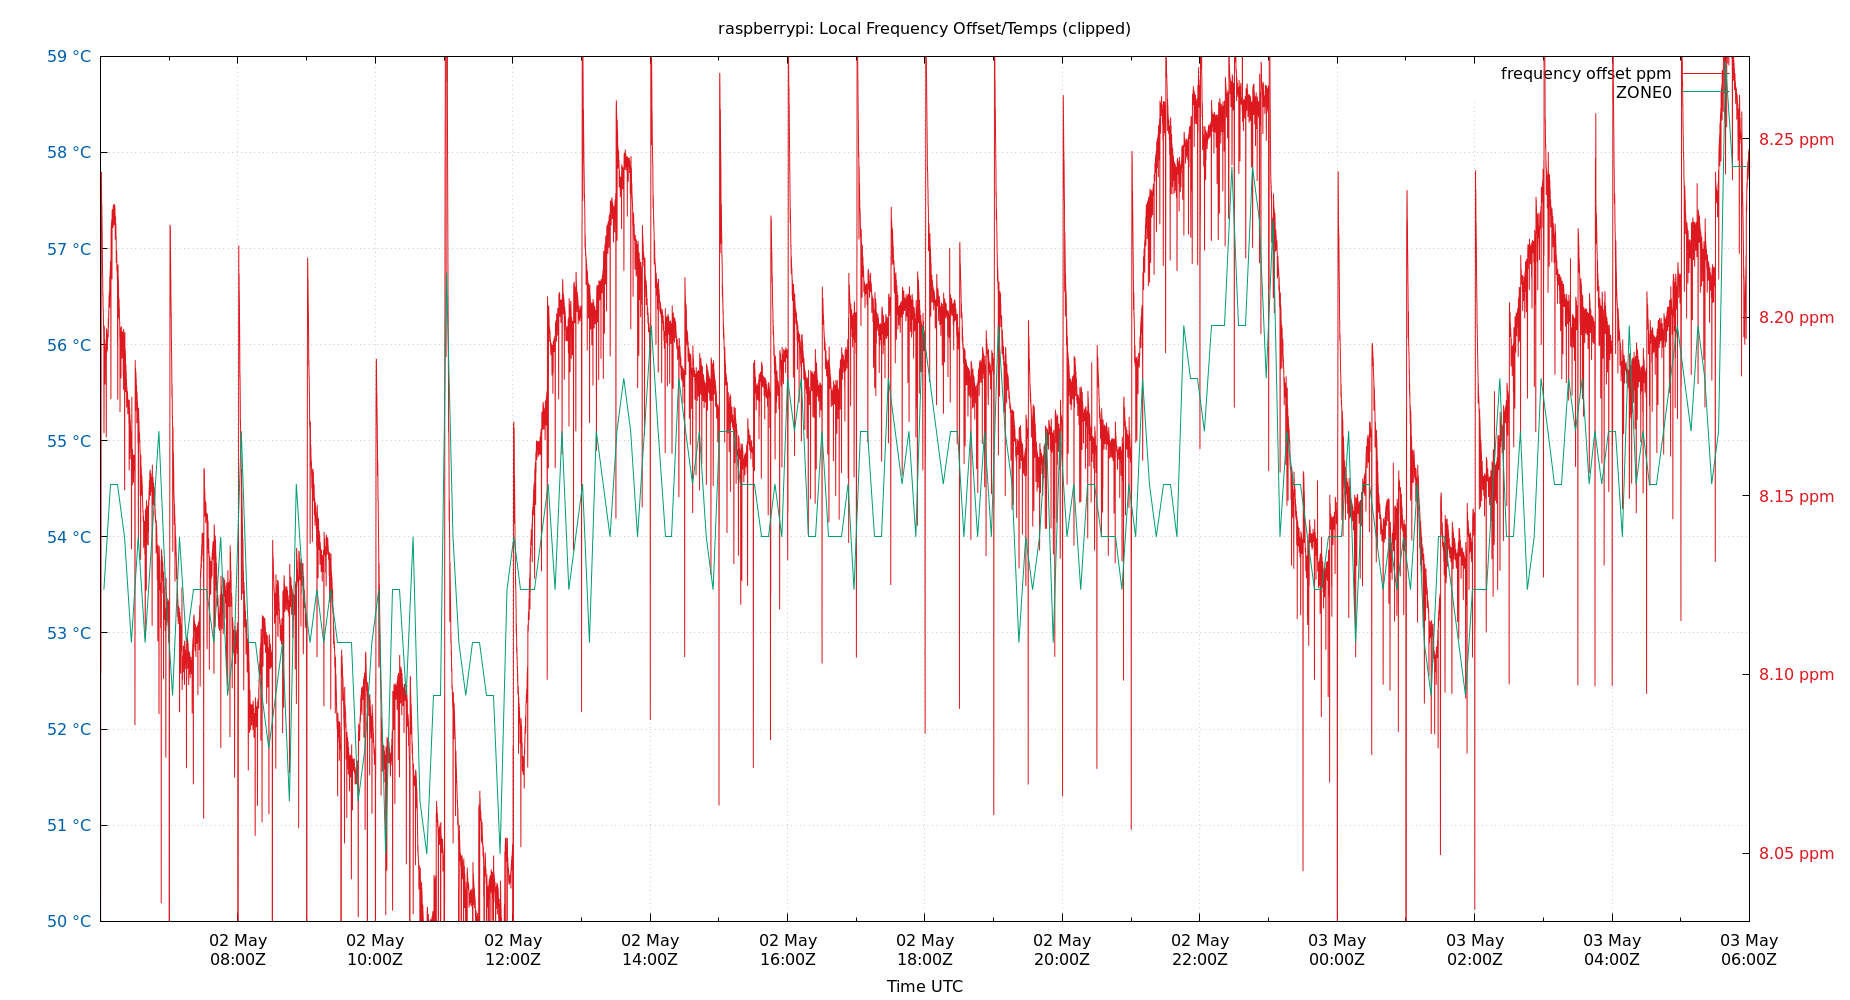 raspberrypi: Local Frequency Offset/Temps (clipped)
59 °C
58 °C
57 °C
56 °C
55 °C
54 °C
53 °C
52 °C
51 °C
50 °C
frequency offset ppm
ZONE0
8.25 ppm
8.20 ppm
8.15 ppm
8.10 ppm
8.05 ppm
02 May
08:00Z
02 May
10:00Z
02 May
12:00Z
02 May
14:00Z
02 May
16:00Z
02 May
18:00Z
02 May
20:00Z
02 May
22:00Z
03 May
00:00Z
03 May
02:00Z
03 May
04:00Z
03 May
06:00Z
Time UTC